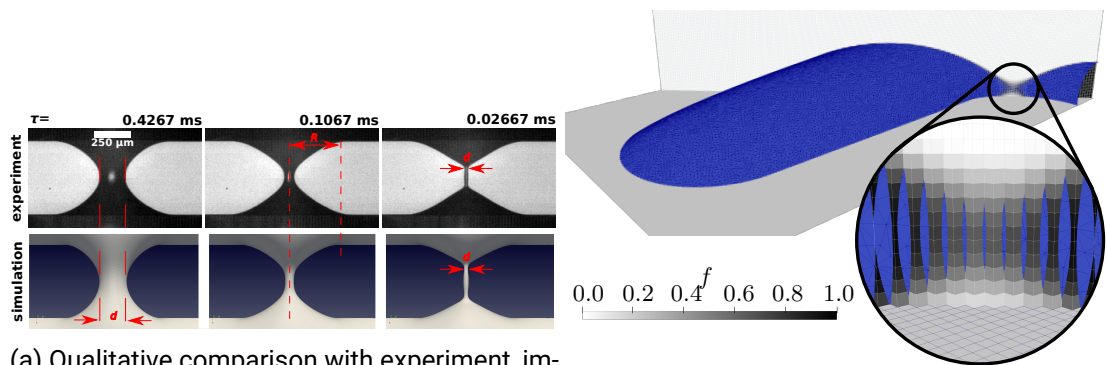 τ= 0.4267 ms 0.1067 ms 0.02667 ms
250 μm
R
d
experiment
d
simulation
d
f
0.0 0.2 0.4 0.6 0.8 1.0
(a) Qualitative comparison with experiment, im-